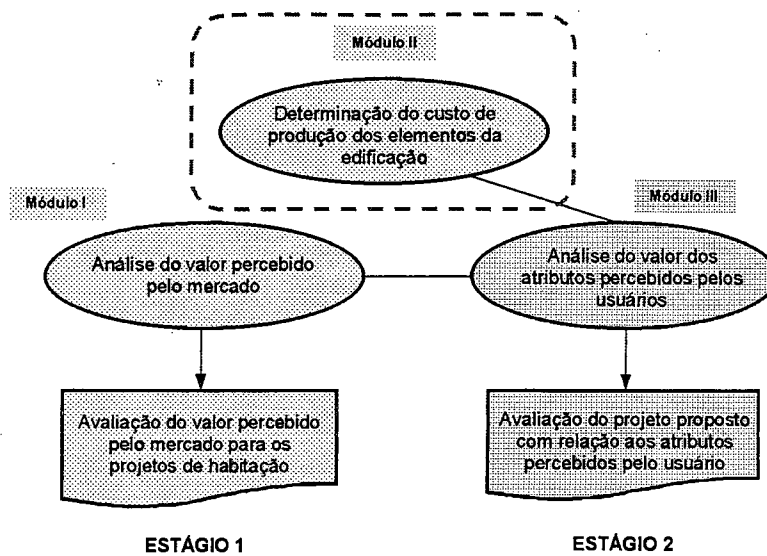 Módulo II
Determinação do custo de
produção dos elementos da
edificação
Módulo I
Módulo III
Análise do valor percebido
pelo mercado
Análise do valor dos
atributos percebidos pelos
usuários
Avaliação do valor percebido
pelo mercado para os
projetos de habitação
Avaliação do projeto proposto
com relação aos atributos
percebidos pelo usuário
ESTÁGIO 1
ESTÁGIO 2